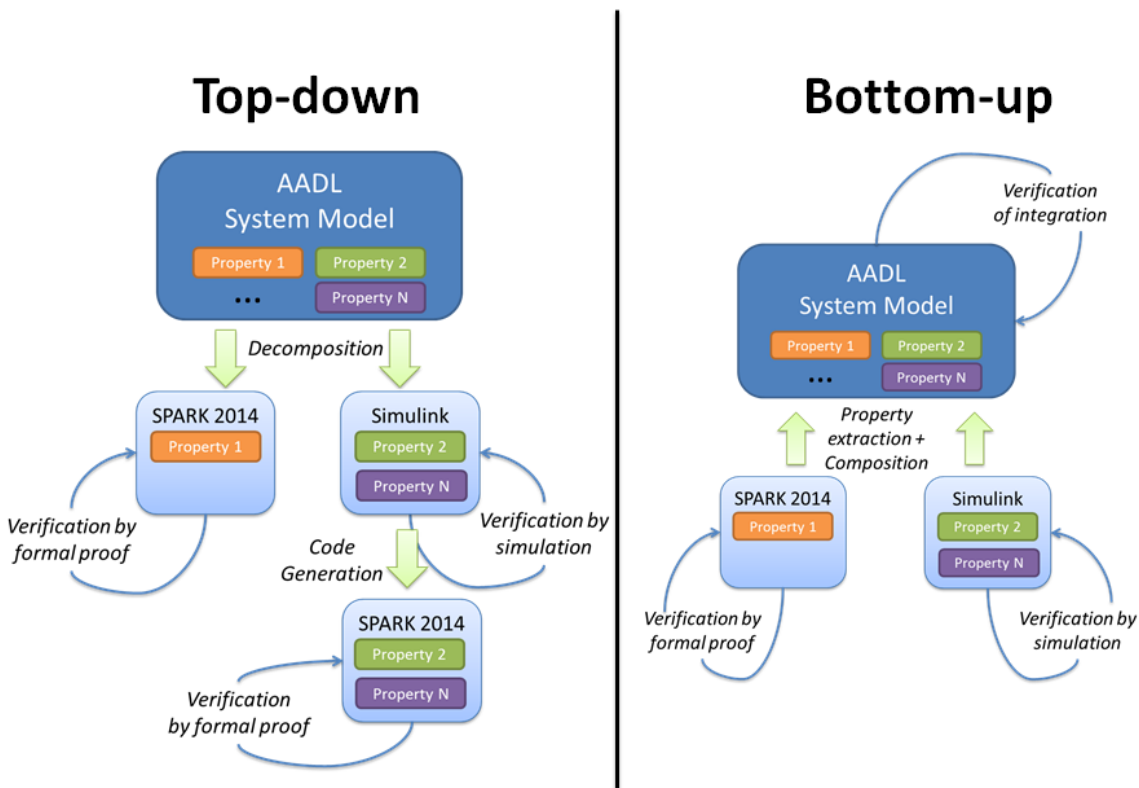 Top-down
AADL
System Model
Property 1
Property 2
...
Property N
Decomposition
SPARK 2014
Property 1
Simulink
Property 2
Property N
Verification by
formal proof
Verification by
simulation
Code
Generation
SPARK 2014
Property 2
Property N
Verification
by formal proof
Bottom-up
Verification
of integration
AADL
System Model
Property 1
Property 2
...
Property N
Property
extraction +
Composition
SPARK 2014
Property 1
Simulink
Property 2
Property N
Verification by
formal proof
Verification by
simulation